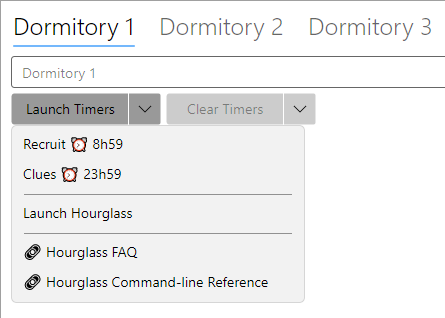 Dormitory 1 Dormitory 2 Dormitory 3
Dormitory 1
Launch Timers Clear Timers
Recruit ⏰ 8h59
Clues ⏰ 23h59
Launch Hourglass
🔗 Hourglass FAQ
🔗 Hourglass Command-line Reference